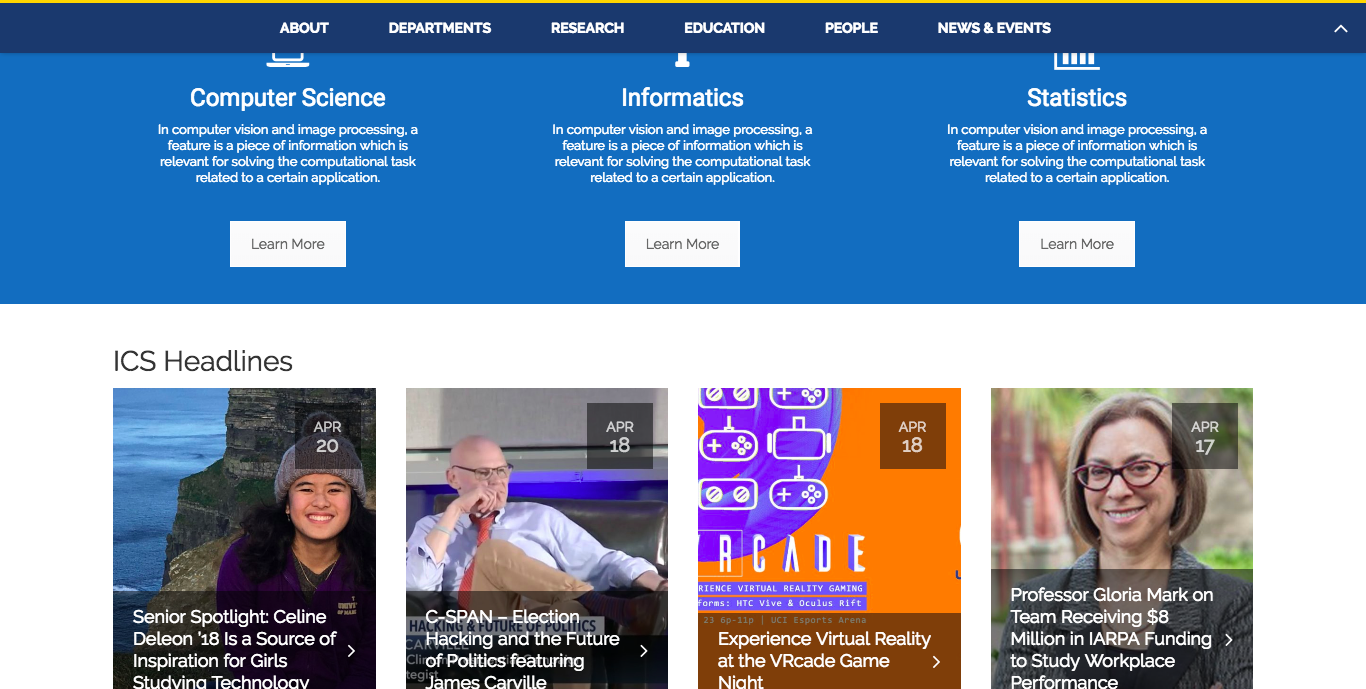 ABOUT DEPARTMENTS RESEARCH EDUCATION PEOPLE NEWS & EVENTS
Computer Science
In computer vision and image processing, a
feature is a piece of information which is
relevant for solving the computational task
related to a certain application.
Learn More
Informatics
In computer vision and image processing, a
feature is a piece of information which is
relevant for solving the computational task
related to a certain application.
Learn More
Statistics
In computer vision and image processing, a
feature is a piece of information which is
relevant for solving the computational task
related to a certain application.
Learn More
ICS Headlines
APR
20
Senior Spotlight: Celine
Deleon '18 Is a Source of
Inspiration for Girls
Studying Technology
APR
18
HACKING & FUTURE OF POLITICS
CARVILLE
C-SPAN – Election
Hacking and the Future
of Politics featuring
James Carville
APR
18
VRCADE
RIENCE VIRTUAL REALITY GAMING
forms: HTC Vive & Oculus Rift
23 6p-11p | UCI Esports Arena
Experience Virtual Reality
at the VRcade Game
Night
APR
17
Professor Gloria Mark on
Team Receiving $8
Million in IARPA Funding
to Study Workplace
Performance